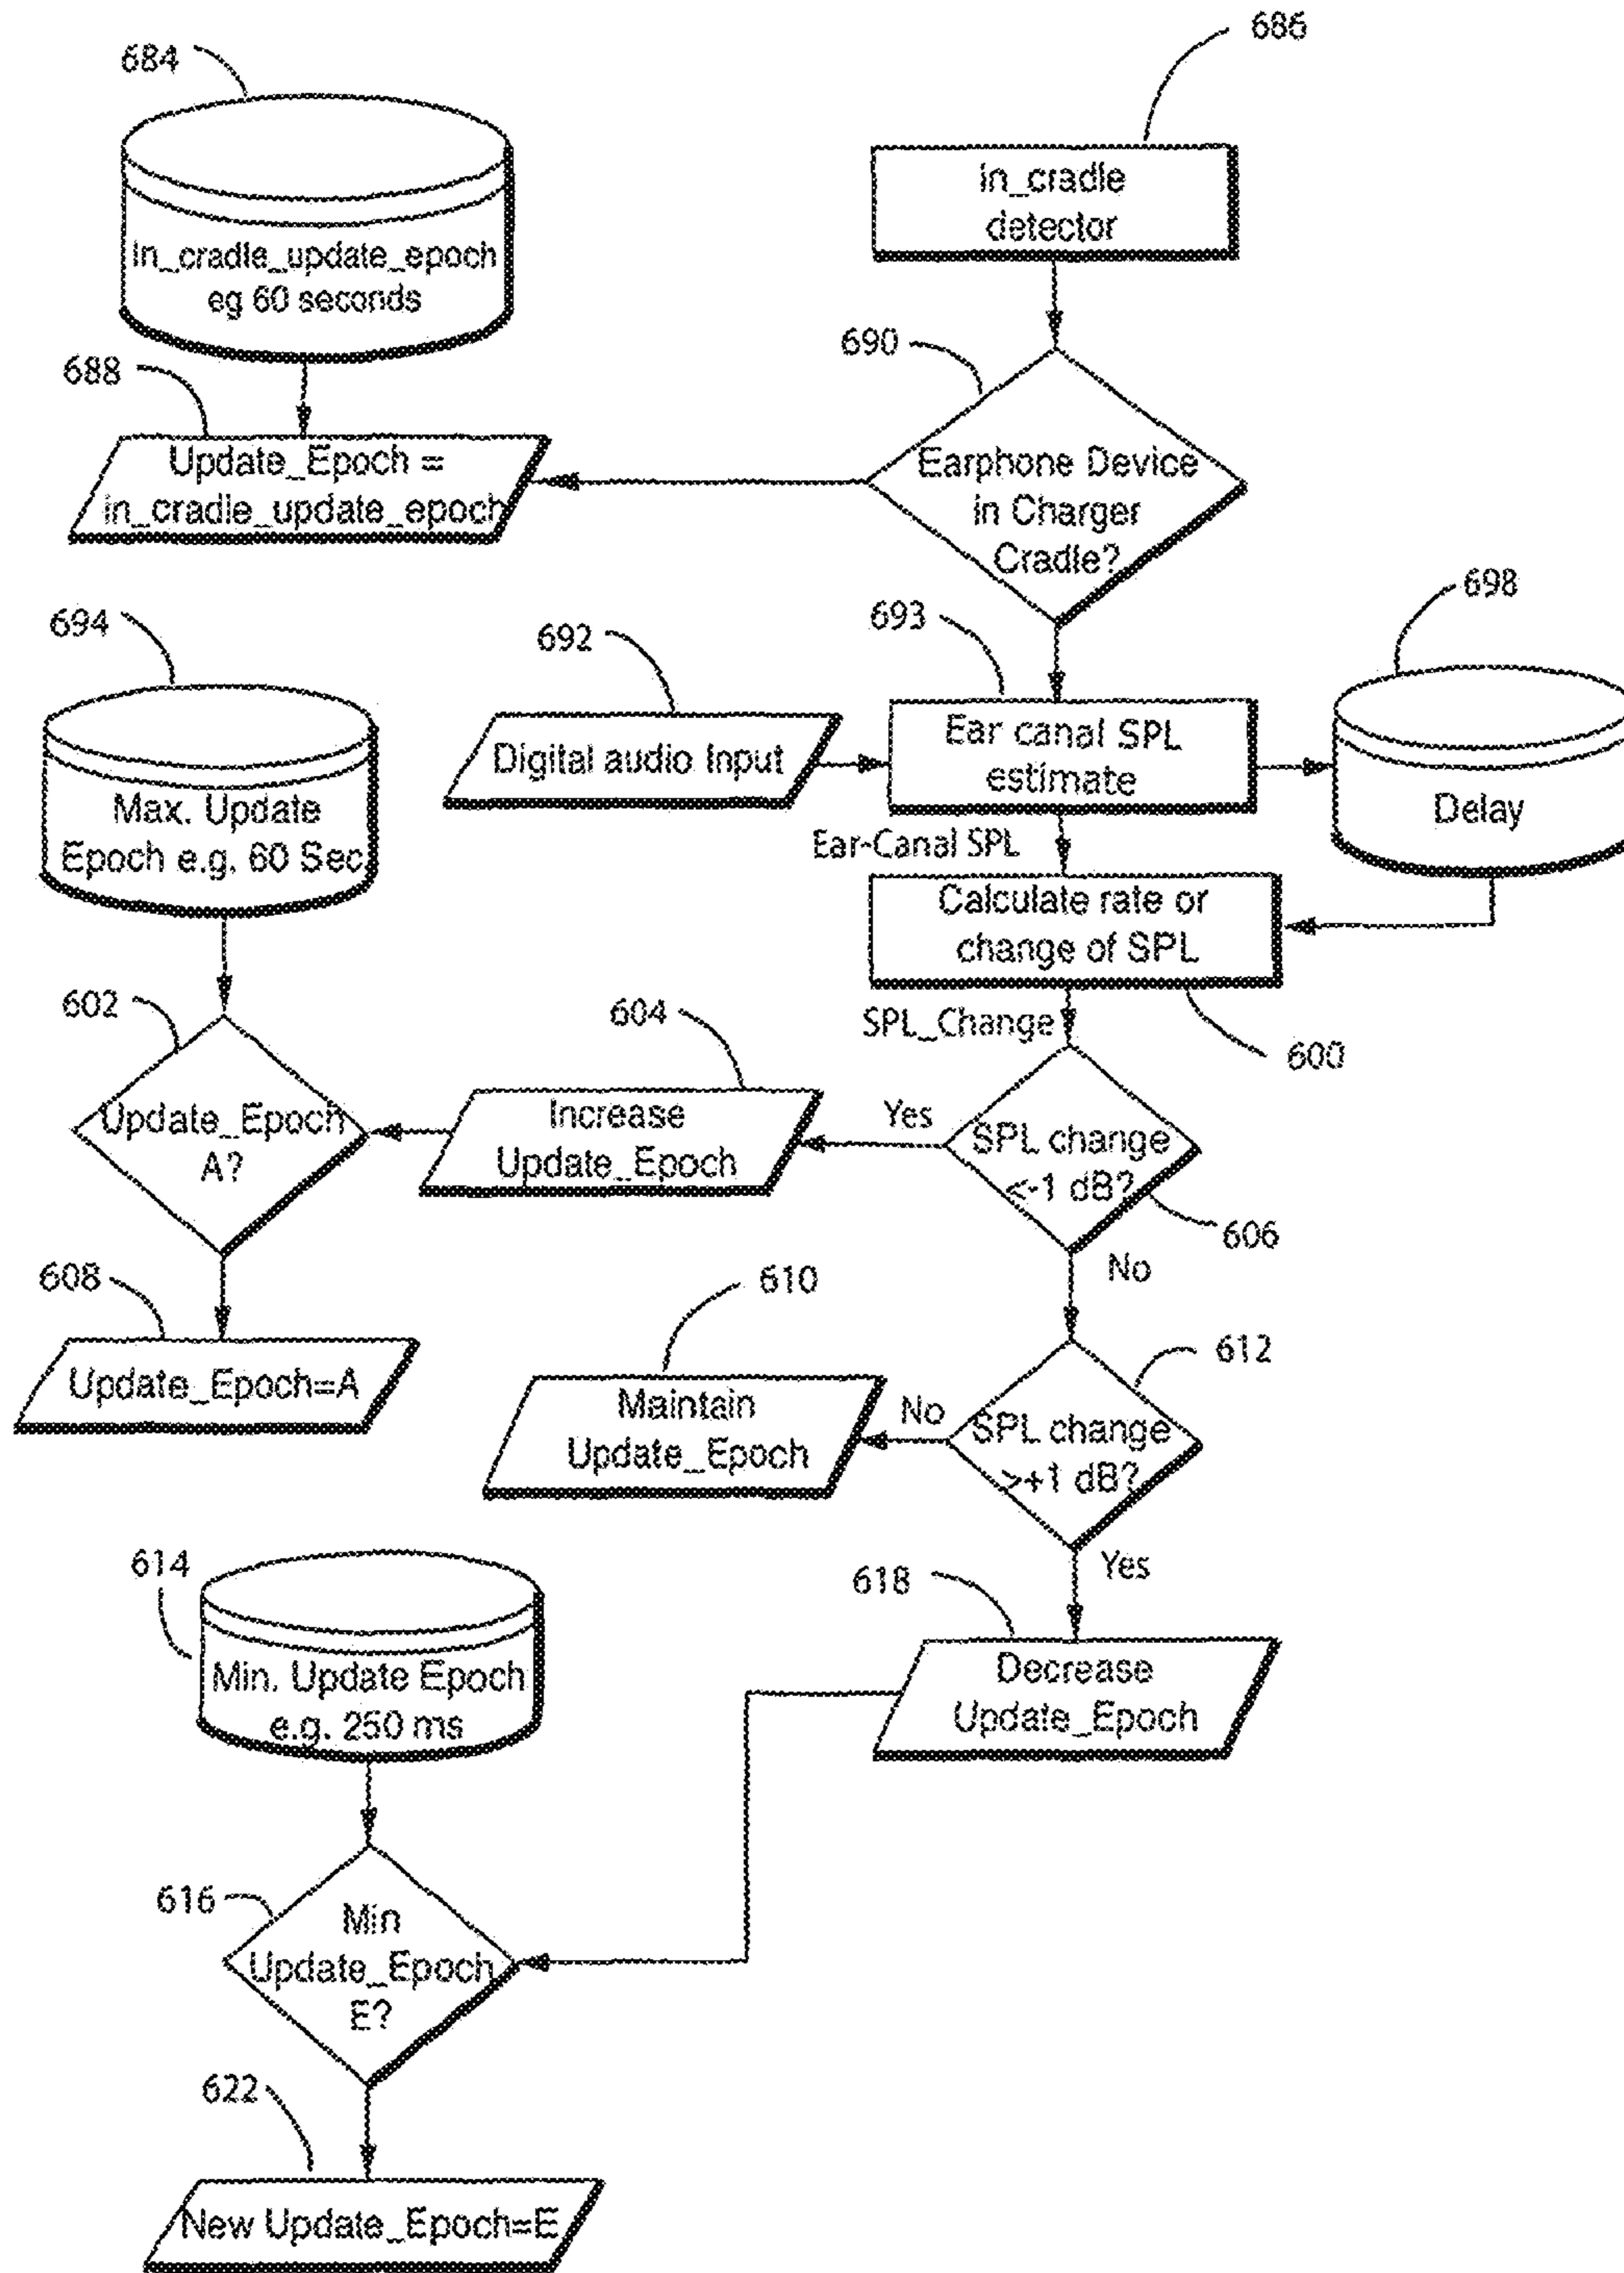 686
684
in_cradle
detector
in_cradle_update_epoch
eg 60 seconds
690
688
Update_Epoch =
in_cradle_update_epoch
Earphone Device
in Charger
Cradle?
698
694
692
693
Max. Update
Epoch e.g. 60 Sec.
Digital audio Input
Ear canal SPL
estimate
Delay
Ear-Canal SPL
Calculate rate or
change of SPL
602
604
SPL_Change
600
Update_Epoch
A?
Increase
Update_Epoch
Yes
SPL change
<-1 dB?
606
No
608
610
612
Update_Epoch=A
Maintain
Update_Epoch
No
SPL change
>+1 dB?
614
618
Yes
Min. Update Epoch
e.g. 250 ms
Decrease
Update_Epoch
616
Min
Update_Epoch
E?
622
New Update_Epoch=E